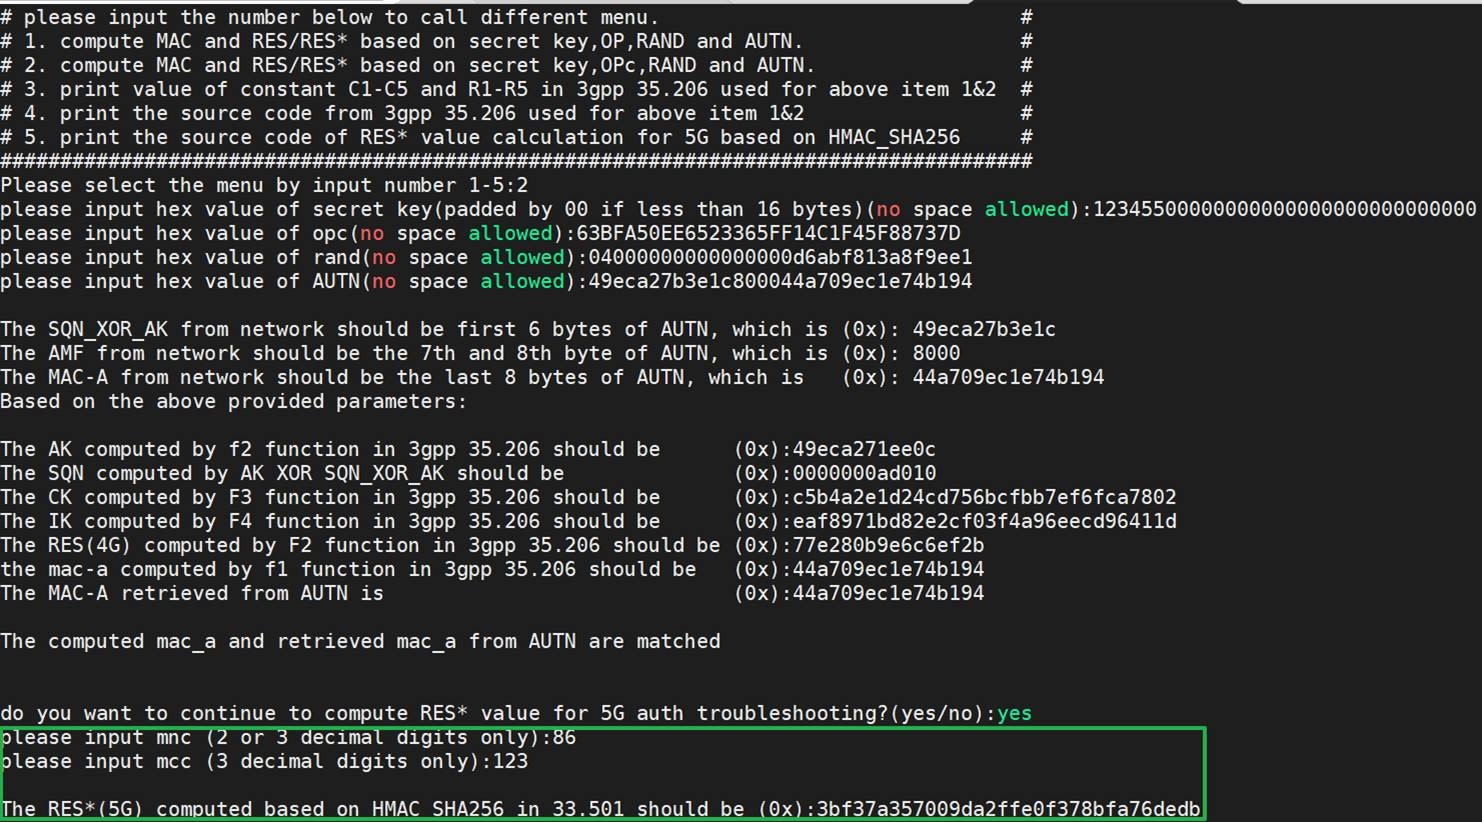 # please input the number below to call different menu. #
# 1. compute MAC and RES/RES* based on secret key,OP,RAND and AUTN. #
# 2. compute MAC and RES/RES* based on secret key,OPc,RAND and AUTN. #
# 3. print value of constant C1-C5 and R1-R5 in 3gpp 35.206 used for above item 1&2 #
# 4. print the source code from 3gpp 35.206 used for above item 1&2 #
# 5. print the source code of RES* value calculation for 5G based on HMAC_SHA256 #
######################################################################################
Please select the menu by input number 1-5:2
please input hex value of secret key(padded by 00 if less than 16 bytes)(no space allowed):12345500000000000000000000000000
please input hex value of opc(no space allowed):63BFA50EE6523365FF14C1F45F88737D
please input hex value of rand(no space allowed):04000000000000000d6abf813a8f9ee1
please input hex value of AUTN(no space allowed):49eca27b3e1c800044a709ec1e74b194
The SQN_XOR_AK from network should be first 6 bytes of AUTN, which is (0x): 49eca27b3e1c
The AMF from network should be the 7th and 8th byte of AUTN, which is (0x): 8000
The MAC-A from network should be the last 8 bytes of AUTN, which is (0x): 44a709ec1e74b194
Based on the above provided parameters:
The AK computed by f2 function in 3gpp 35.206 should be (0x):49eca271ee0c
The SQN computed by AK XOR SQN_XOR_AK should be (0x):0000000ad010
The CK computed by F3 function in 3gpp 35.206 should be (0x):c5b4a2e1d24cd756bcfbb7ef6fca7802
The IK computed by F4 function in 3gpp 35.206 should be (0x):eaf8971bd82e2cf03f4a96eecd96411d
The RES(4G) computed by F2 function in 3gpp 35.206 should be (0x):77e280b9e6c6ef2b
the mac-a computed by f1 function in 3gpp 35.206 should be (0x):44a709ec1e74b194
The MAC-A retrieved from AUTN is (0x):44a709ec1e74b194
The computed mac_a and retrieved mac_a from AUTN are matched
do you want to continue to compute RES* value for 5G auth troubleshooting?(yes/no):yes
please input mnc (2 or 3 decimal digits only):86
please input mcc (3 decimal digits only):123
The RES*(5G) computed based on HMAC_SHA256 in 33.501 should be (0x):3bf37a357009da2ffe0f378bfa76dedb